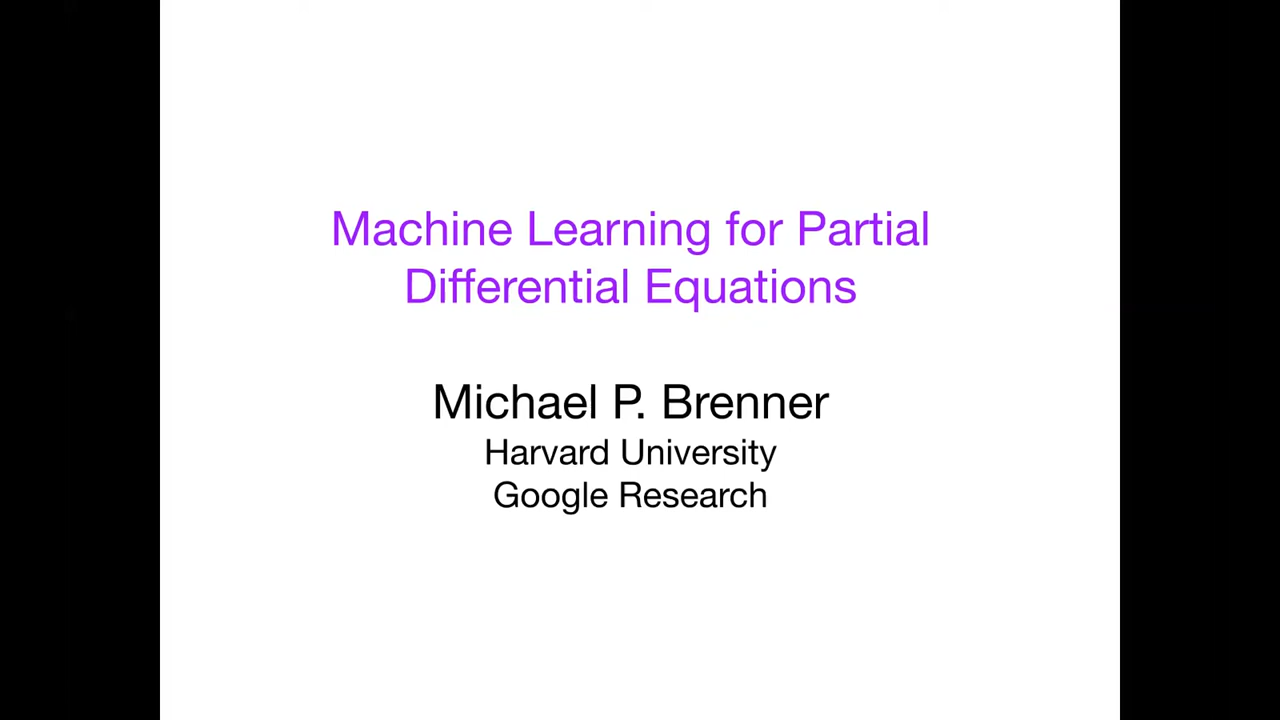 Machine Learning for Partial
Differential Equations
Michael P. Brenner
Harvard University
Google Research